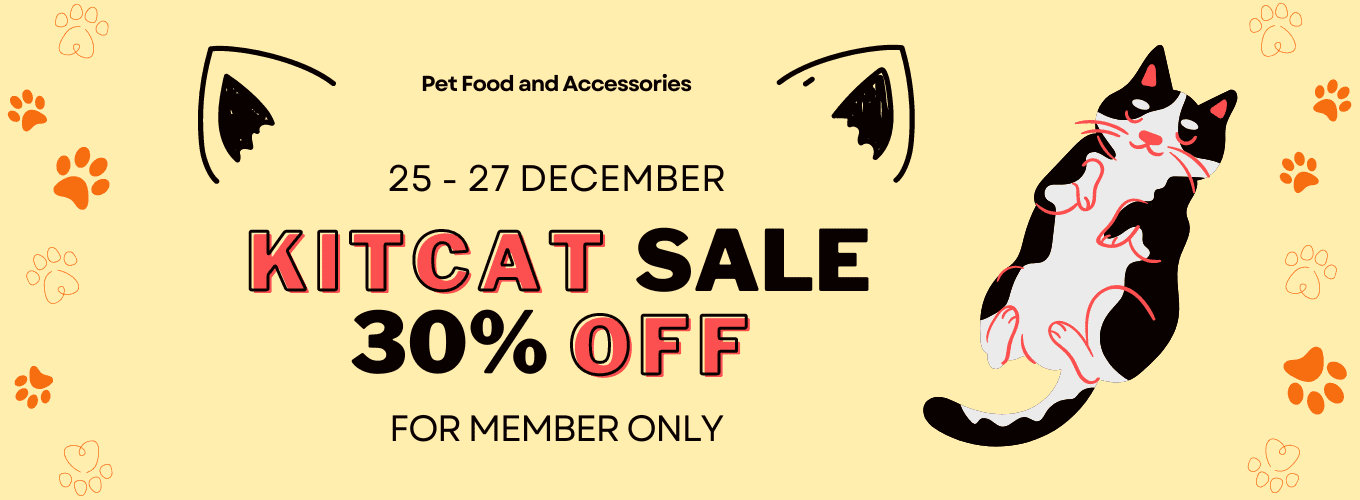 Pet Food and Accessories
25 - 27 DECEMBER
KITCAT SALE
30% OFF
FOR MEMBER ONLY